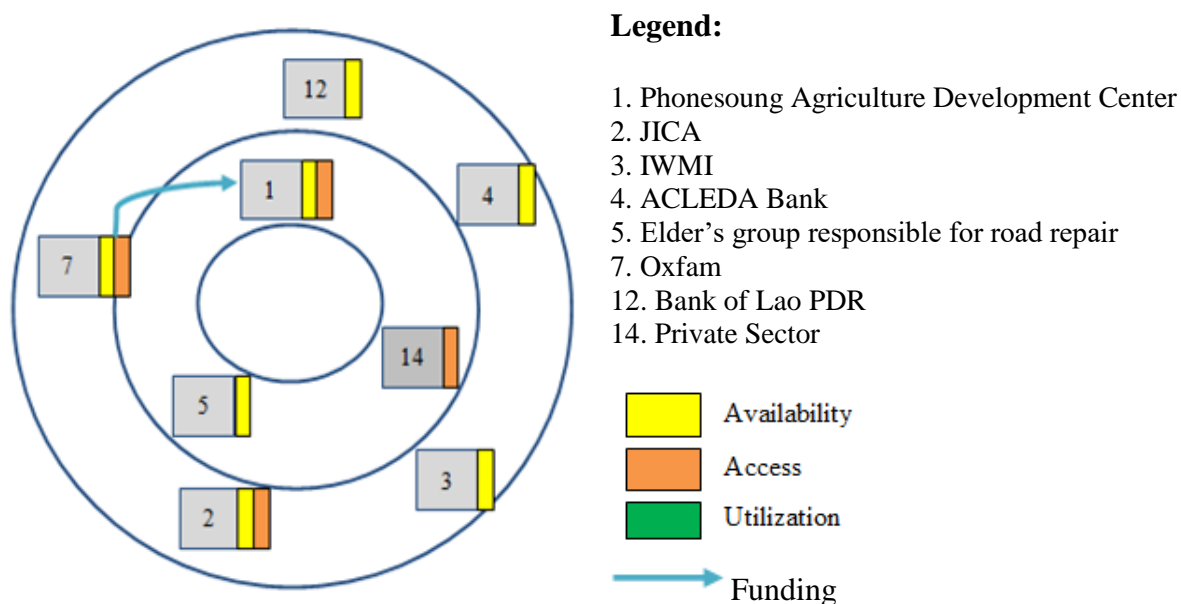 Legend:
1. Phonesoung Agriculture Development Center
2. JICA
3. IWMI
4. ACLEDA Bank
5. Elder’s group responsible for road repair
7. Oxfam
12. Bank of Lao PDR
14. Private Sector
Availability
Access
Utilization
Funding
12
1
4
7
14
5
3
2